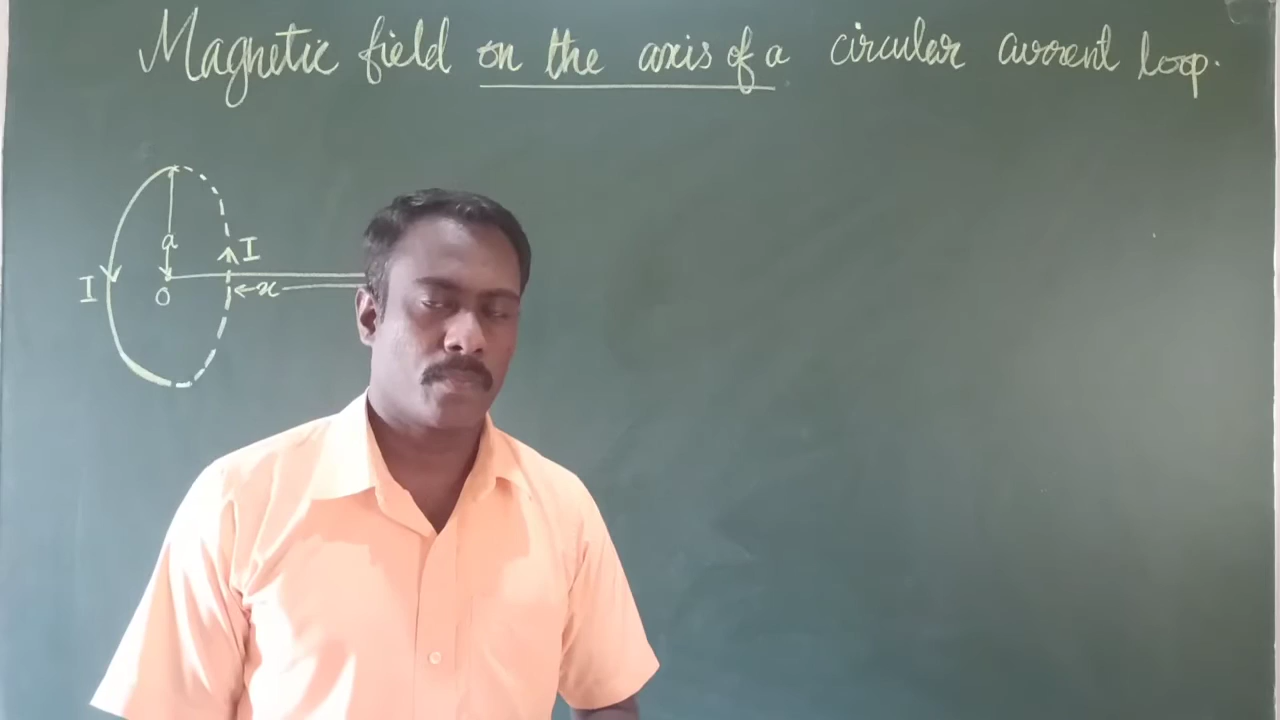 Magnetic field on the axis of a circular current loop.
a
I
I
O
x